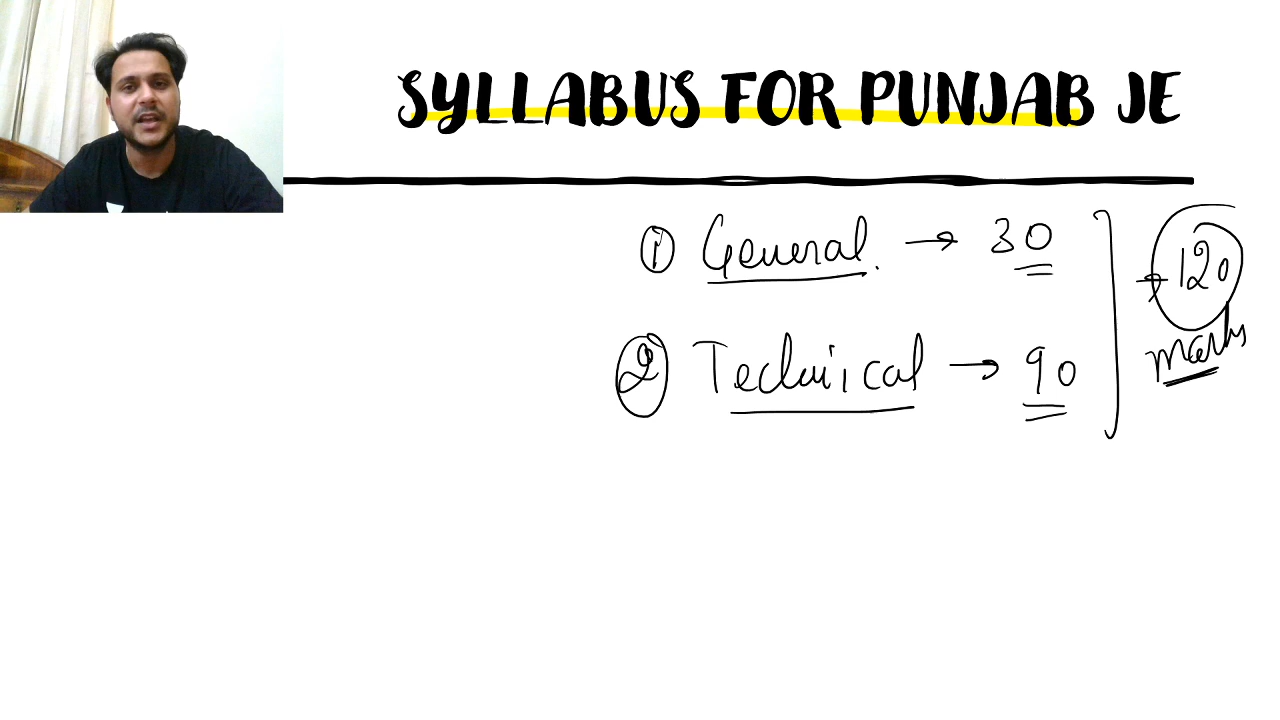 SYLLABUS FOR PUNJAB JE
① General. → 30
② Technical → 90
→ 120
marks